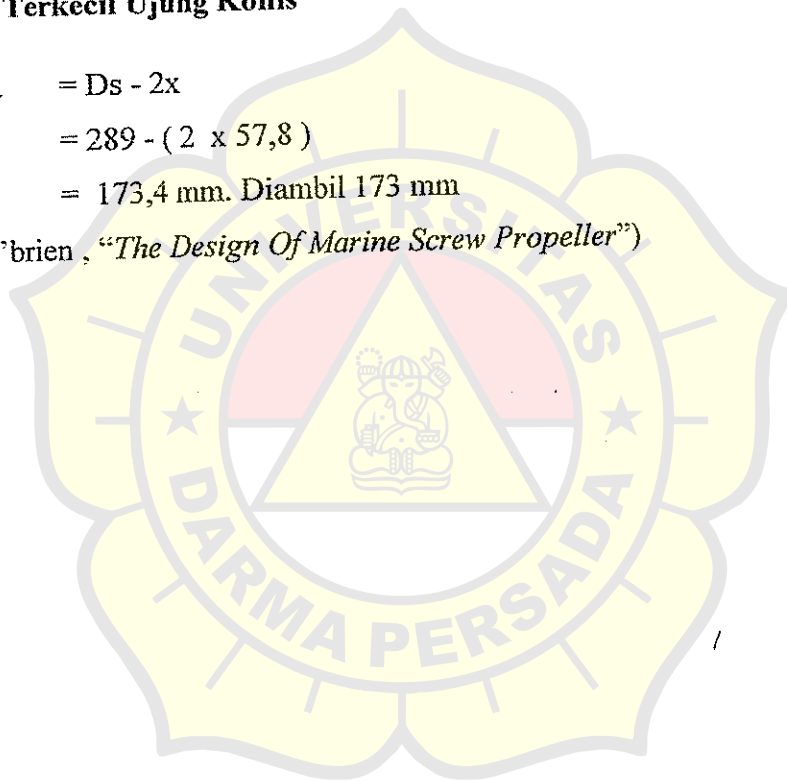 Terkecil Ujung Konis
= Ds - 2x
= 289 - ( 2 x 57,8 )
= 173,4 mm. Diambil 173 mm
'brien , “The Design Of Marine Screw Propeller”)
UNIVERSITAS
DARMA PERSADA